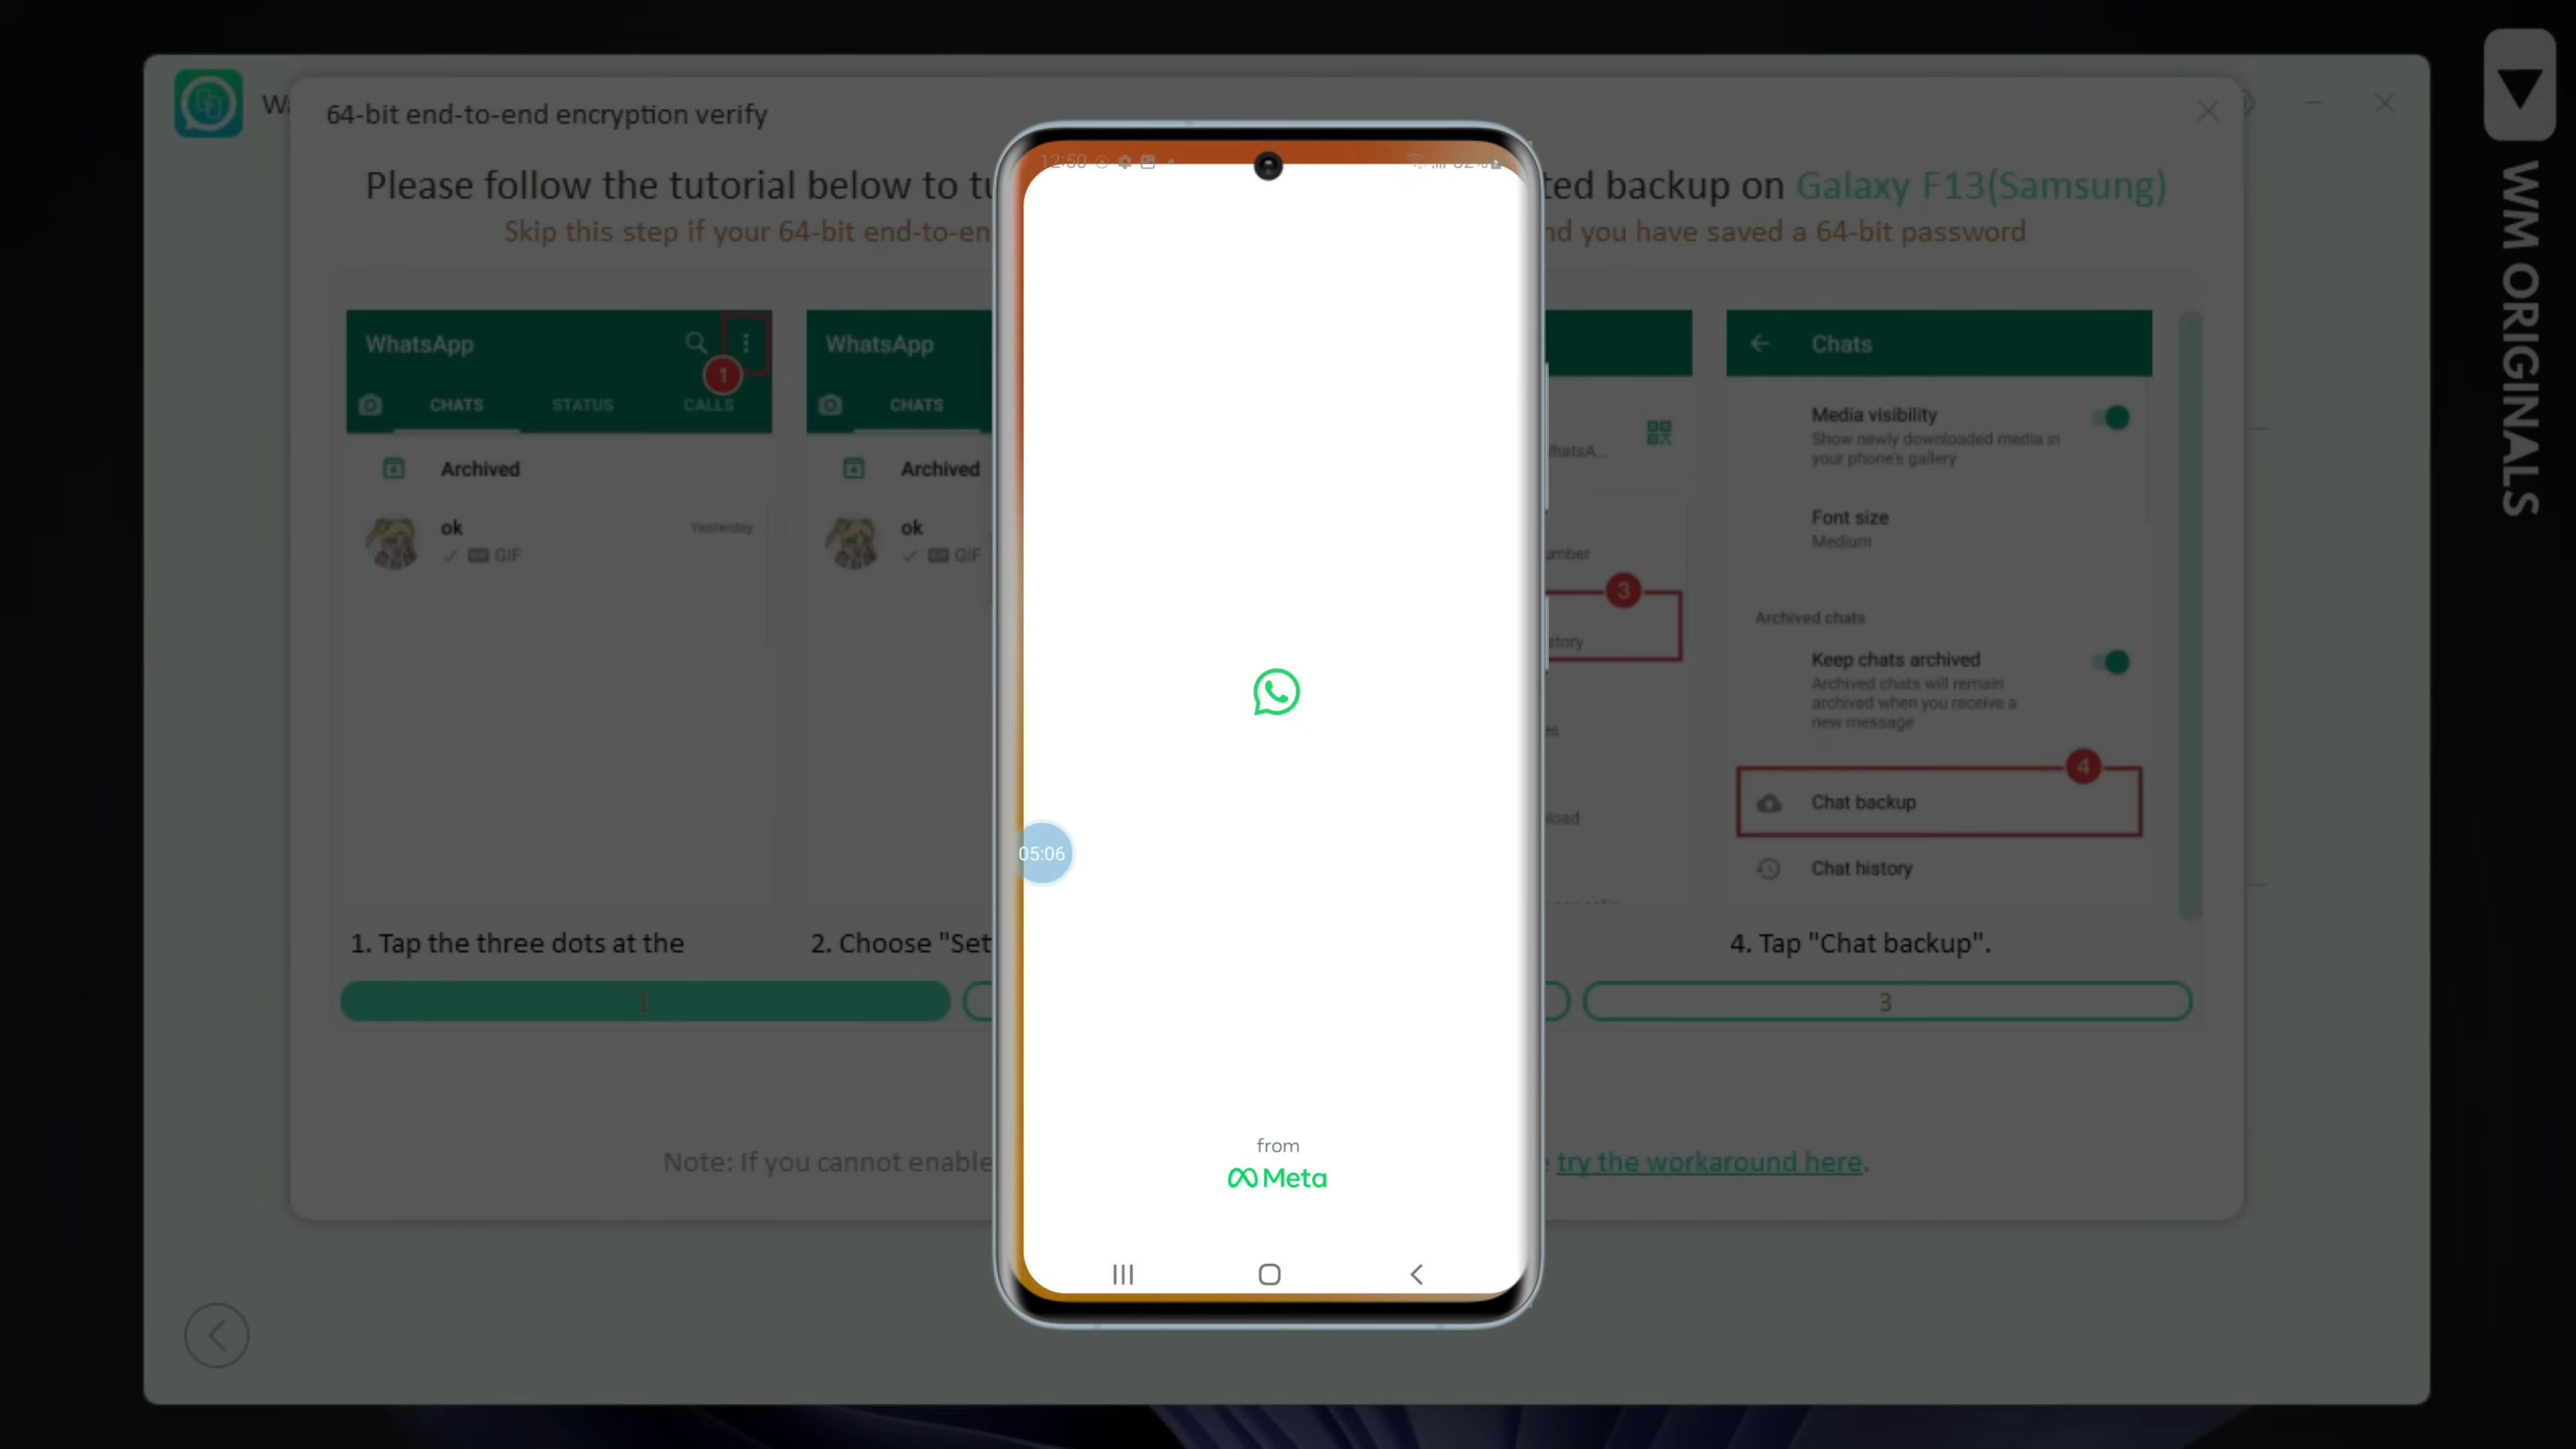 64-bit end-to-end encryption verify
Please follow the tutorial below to
ted backup on Galaxy F13(Samsung)
Skip this step if your 64-bit
nd you have saved a 64-bit password
WM ORIGINALS
12:50
WhatsApp
CHATS STATUS CALLS
1
Archived
ok
Yesterday
GIF
1. Tap the three dots at the
WhatsApp
CHATS
Archived
ok
GIF
2. Choose "Set
05:06
from
Meta
3
Chats
Media visibility
Show newly downloaded media in
your phone's gallery
Font size
Medium
Archived chats
Keep chats archived
Archived chats will remain
archived when you receive a
new message
4
Chat backup
Chat history
4. Tap "Chat backup".
1
3
Note: If you cannot enable
try the workaround here.